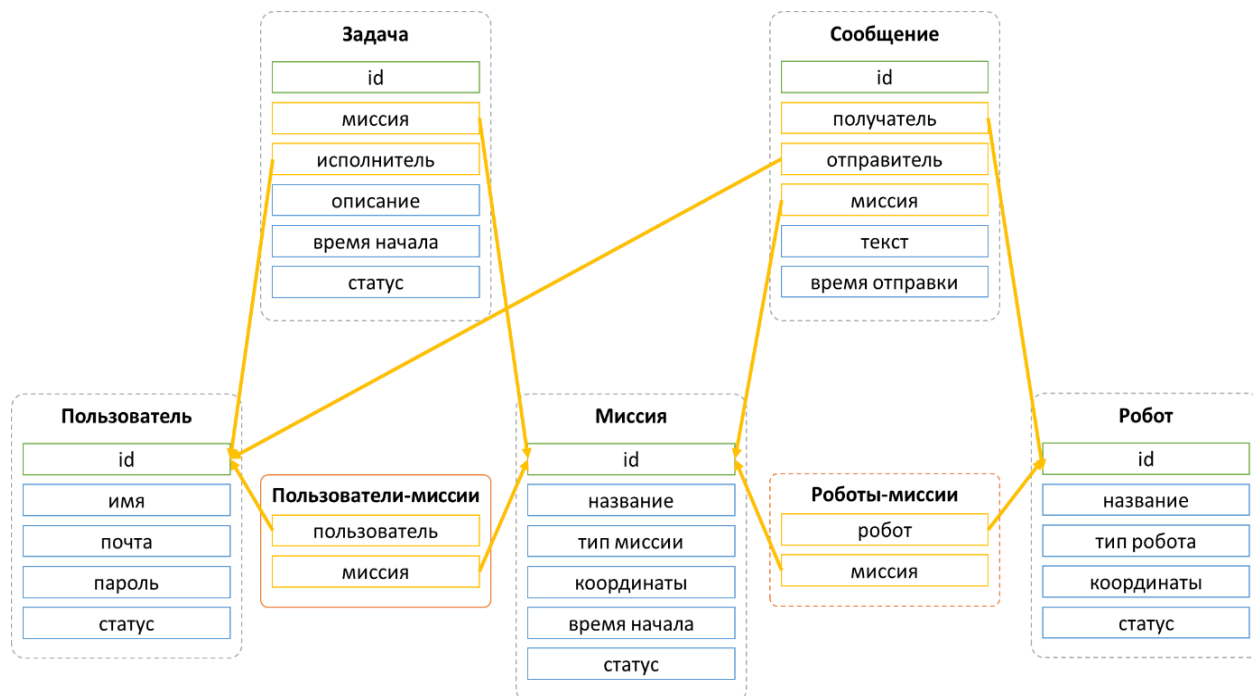 Задача
id
миссия
исполнитель
описание
время начала
статус
Сообщение
id
получатель
отправитель
миссия
текст
время отправки
Пользователь
id
имя
почта
пароль
статус
Пользователи-миссии
пользователь
миссия
Миссия
id
название
тип миссии
координаты
время начала
статус
Роботы-миссии
робот
миссия
Робот
id
название
тип робота
координаты
статус